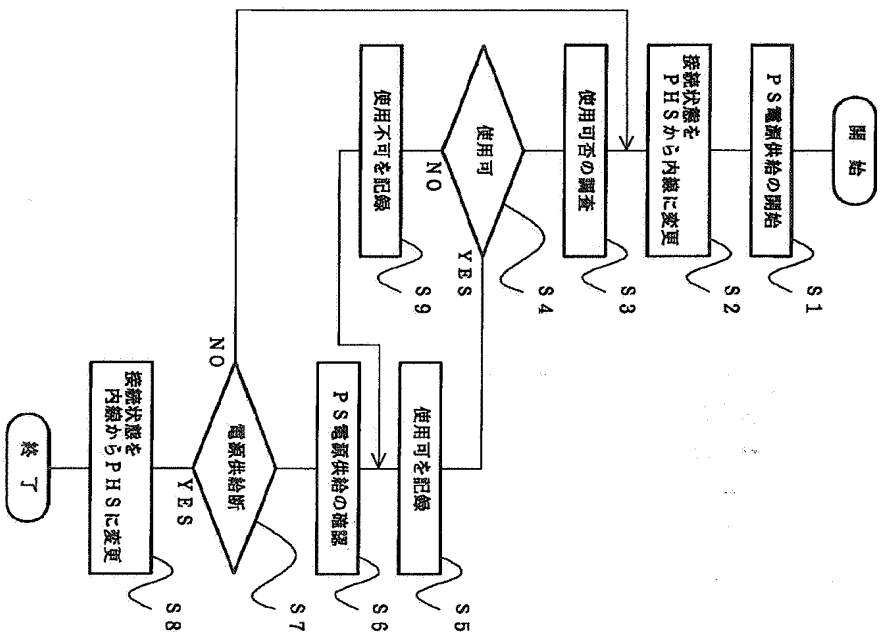 開始
PS電源供給の開始
S1
接続状態を
PHSから内線に変更
S2
使用可否の調査
S3
使用可
S4
YES
NO
使用不可を記録
S9
使用可を記録
S5
PS電源供給の確認
S6
電源供給断
S7
NO
YES
接続状態を
内線からPHSに変更
S8
終了